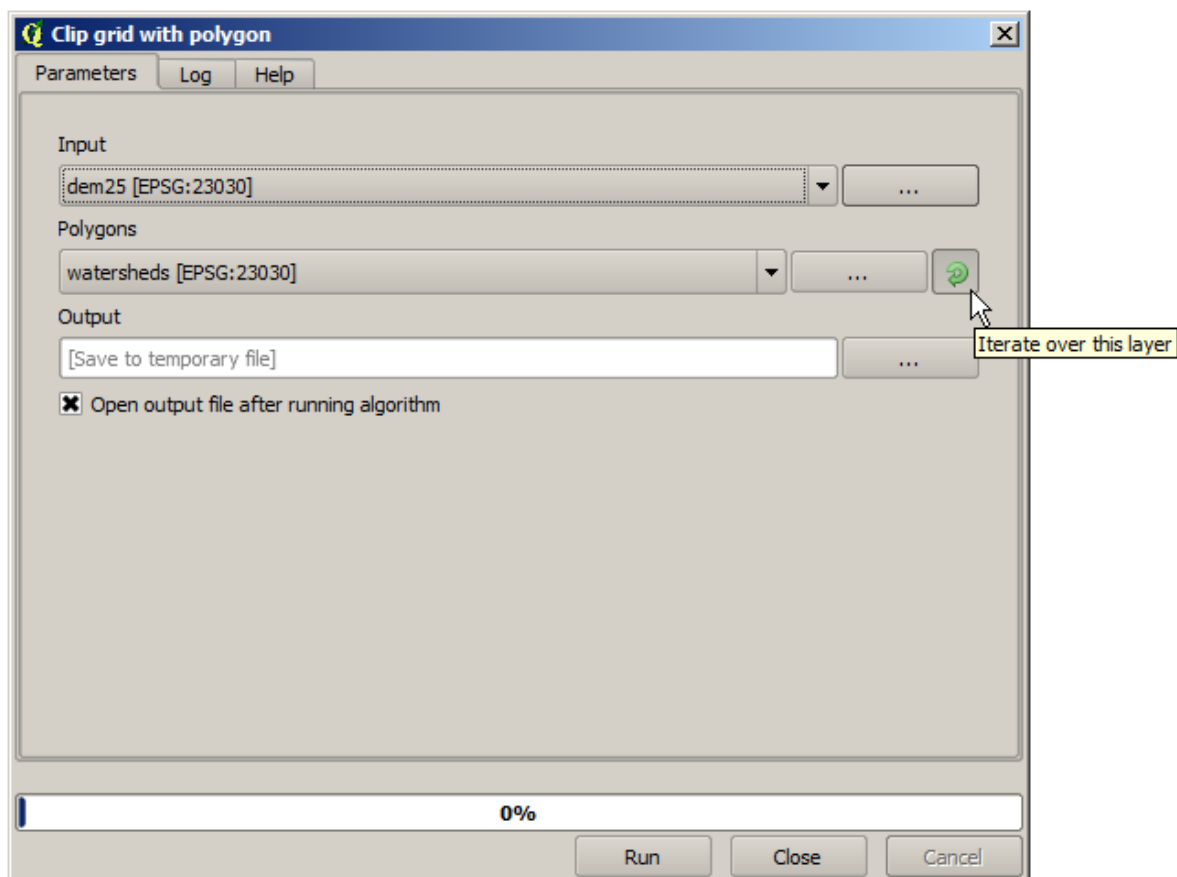 Clip grid with polygon
Parameters Log Help
Input
dem25 [EPSG:23030] ...
Polygons
watersheds [EPSG:23030] ...
Output
Iterate over this layer
[Save to temporary file] ...
Open output file after running algorithm
0%
Run Close Cancel